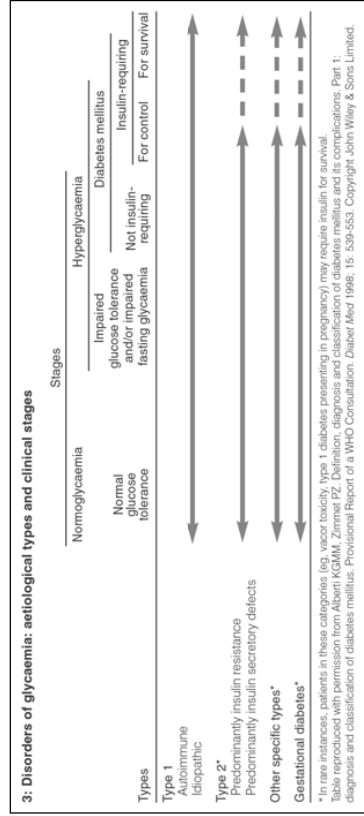 3: Disorders of glycaemia: aetiological types and clinical stages
Stages
Normoglycaemia Hyperglycaemia
Diabetes mellitus
Insulin-requiring
Types
Normal
glucose
tolerance
Impaired
glucose tolerance
and/or impaired
fasting glycaemia
Not insulin-
requiring
For control For survival
Type 1
Autoimmune
Idiopathic
Type 2*
Predominantly insulin resistance
Predominantly insulin secretory defects
Other specific types*
Gestational diabetes*
* In rare instances, patients in these categories (eg. vacor toxicity, type 1 diabetes presenting in pregnancy) may require insulin for survival.
Table reproduced with permission from Alberti KGMM, Zimmet PZ. Definition, diagnosis and classification of diabetes mellitus and its complications. Part 1:
diagnosis and classification of diabetes mellitus. Provisional Report of a WHO Consultation. Diabet Med 1998; 15: 539-553. Copyright John Wiley & Sons Limited.